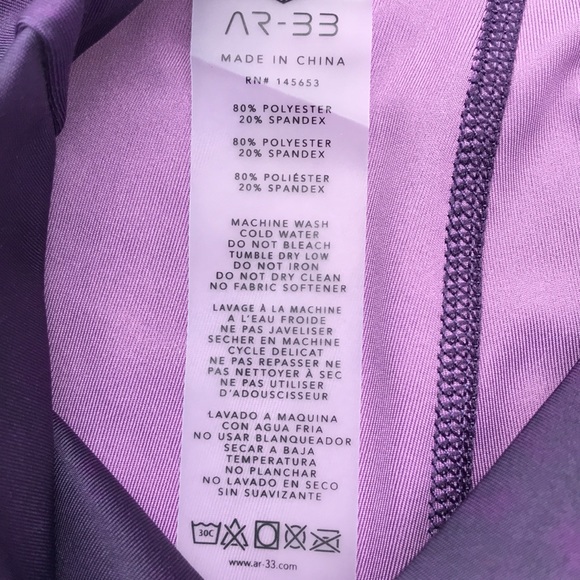 AR-33
MADE IN CHINA
RN# 145653
80% POLYESTER
20% SPANDEX
80% POLYESTER
20% SPANDEX
80% POLIÉSTER
20% SPANDEX
MACHINE WASH
COLD WATER
DO NOT BLEACH
TUMBLE DRY LOW
DO NOT IRON
DO NOT DRY CLEAN
NO FABRIC SOFTENER
LAVAGE À LA MACHINE
A L'EAU FROIDE
NE PAS JAVELISER
SECHER EN MACHINE
CYCLE DELICAT
NE PAS REPASSER NE
PAS NETTOYER À SEC
NE PAS UTILISER
D'ADOUSCISSEUR
LAVADO A MAQUINA
CON AGUA FRIA
NO USAR BLANQUEADOR
SECAR A BAJA
TEMPERATURA
NO PLANCHAR
NO LAVADO EN SECO
SIN SUAVIZANTE
30C
www.ar-33.com